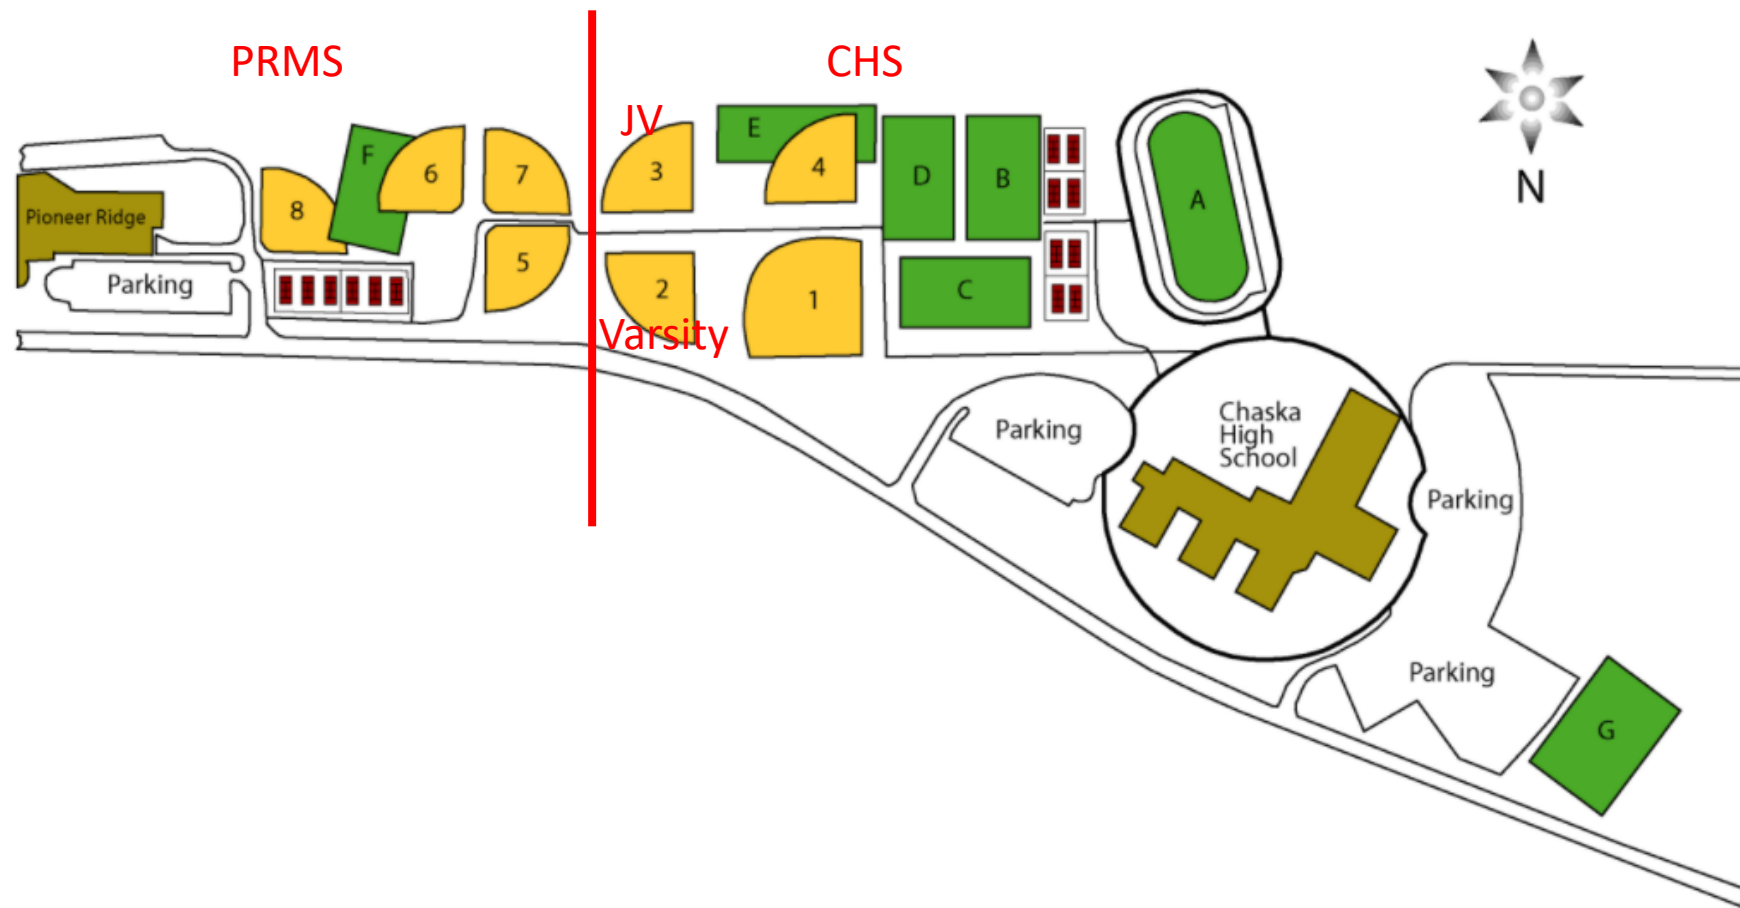 PRMS
CHS
JV
E
F
6
7
3
4
D
B
A
N
8
Pioneer Ridge
Parking
5
2
1
C
Varsity
Chaska
High
School
Parking
Parking
Parking
G